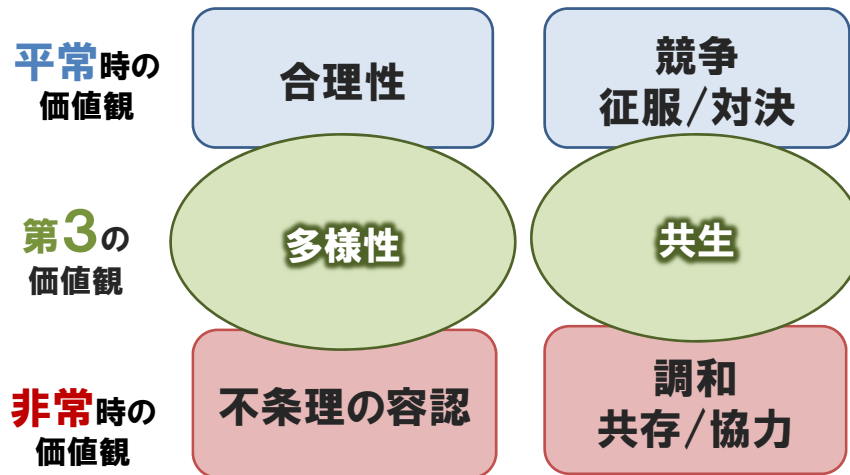 平常時の
価値観
合理性
競争
征服/対決
第3の
価値観
多様性
共生
非常時の
価値観
不条理の容認
調和
共存/協力